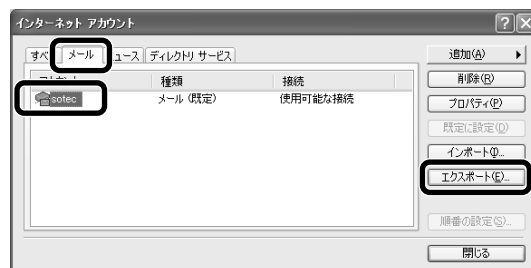 インターネット アカウント
すべ メール ュース ディレクトリ サービス
種類 接続
sotec メール (既定) 使用可能な接続
追加(A)
削除(R)
プロパティ(P)
既定に設定(D)
インポート(I)...
エクスポート(E)...
順番の設定(S)...
閉じる